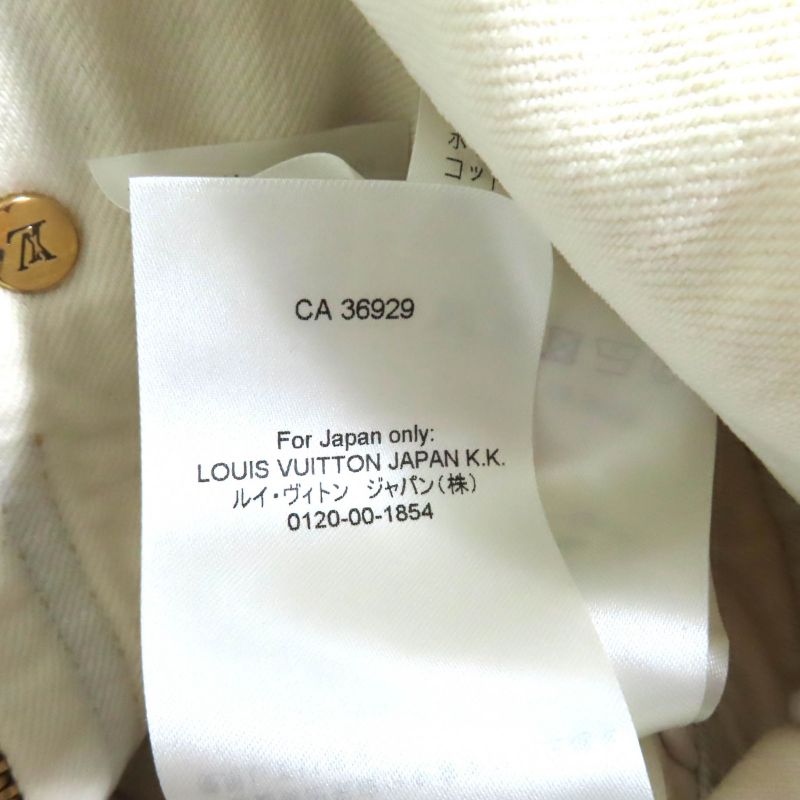 コット
LV
CA 36929
For Japan only:
LOUIS VUITTON JAPAN K.K.
ルイ・ヴィトン ジャパン(株)
0120-00-1854